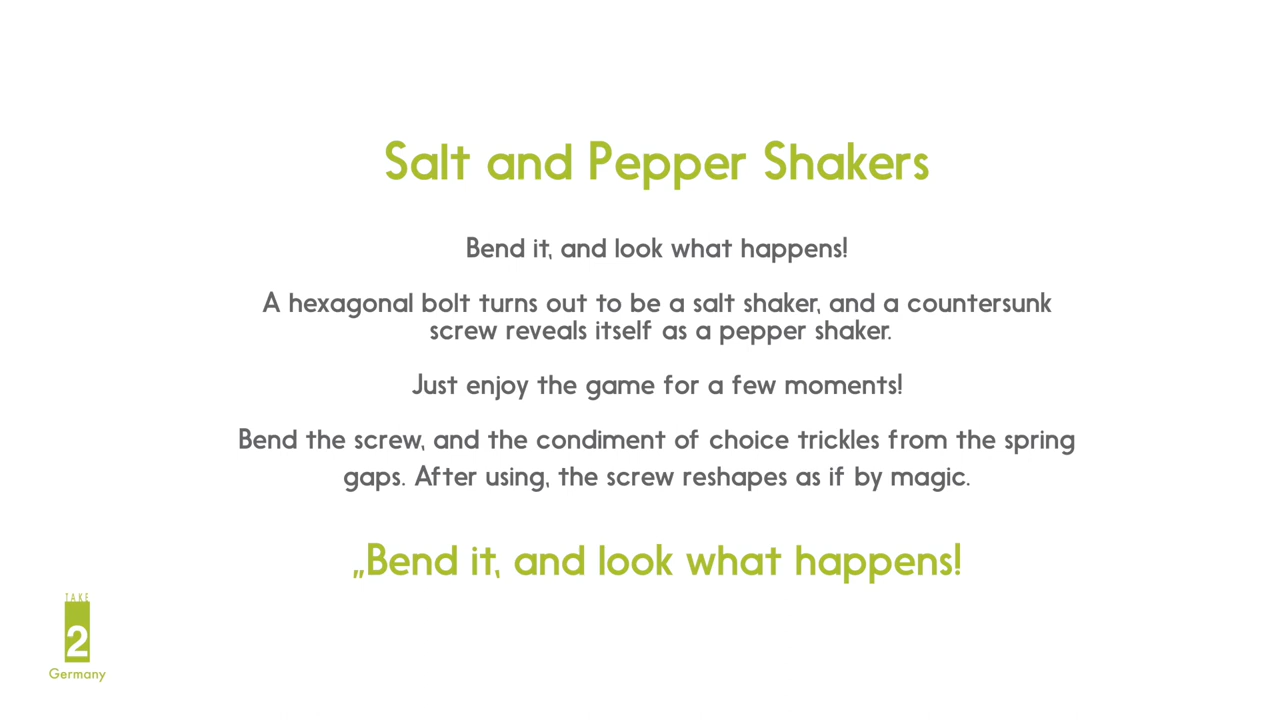 Salt and Pepper Shakers
Bend it, and look what happens!
A hexagonal bolt turns out to be a salt shaker, and a countersunk
screw reveals itself as a pepper shaker.
Just enjoy the game for a few moments!
Bend the screw, and the condiment of choice trickles from the spring
gaps. After using, the screw reshapes as if by magic.
„Bend it, and look what happens!
TAKE
2
Germany